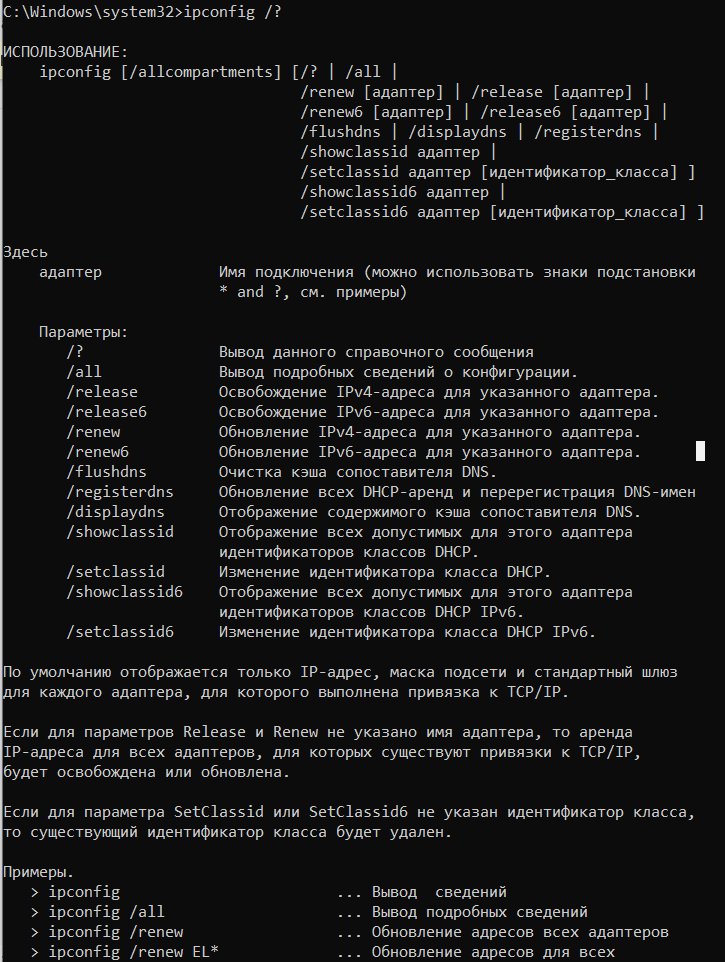 C:\Windows\system32>ipconfig /?
ИСПОЛЬЗОВАНИЕ:
ipconfig [/allcompartments] [/? | /all |
/renew [адаптер] | /release [адаптер] |
/renew6 [адаптер] | /release6 [адаптер] |
/flushdns | /displaydns | /registerdns |
/showclassid адаптер |
/setclassid адаптер [идентификатор_класса] ]
/showclassid6 адаптер |
/setclassid6 адаптер [идентификатор_класса] ]
Здесь
адаптер Имя подключения (можно использовать знаки подстановки
* and ?, см. примеры)
Параметры:
/? Вывод данного справочного сообщения
/all Вывод подробных сведений о конфигурации.
/release Освобождение IPv4-адреса для указанного адаптера.
/release6 Освобождение IPv6-адреса для указанного адаптера.
/renew Обновление IPv4-адреса для указанного адаптера.
/renew6 Обновление IPv6-адреса для указанного адаптера.
/flushdns Очистка кэша сопоставителя DNS.
/registerdns Обновление всех DHCP-аренд и перерегистрация DNS-имен
/displaydns Отображение содержимого кэша сопоставителя DNS.
/showclassid Отображение всех допустимых для этого адаптера
идентификаторов классов DHCP.
/setclassid Изменение идентификатора класса DHCP.
/showclassid6 Отображение всех допустимых для этого адаптера
идентификаторов классов DHCP IPv6.
/setclassid6 Изменение идентификатора класса DHCP IPv6.
По умолчанию отображается только IP-адрес, маска подсети и стандартный шлюз
для каждого адаптера, для которого выполнена привязка к TCP/IP.
Если для параметров Release и Renew не указано имя адаптера, то аренда
IP-адреса для всех адаптеров, для которых существуют привязки к TCP/IP,
будет освобождена или обновлена.
Если для параметра SetClassid или SetClassid6 не указан идентификатор класса,
то существующий идентификатор класса будет удален.
Примеры.
> ipconfig ... Вывод  сведений
> ipconfig /all ... Вывод подробных сведений
> ipconfig /renew ... Обновление адресов всех адаптеров
> ipconfig /renew EL* ... Обновление адресов для всех